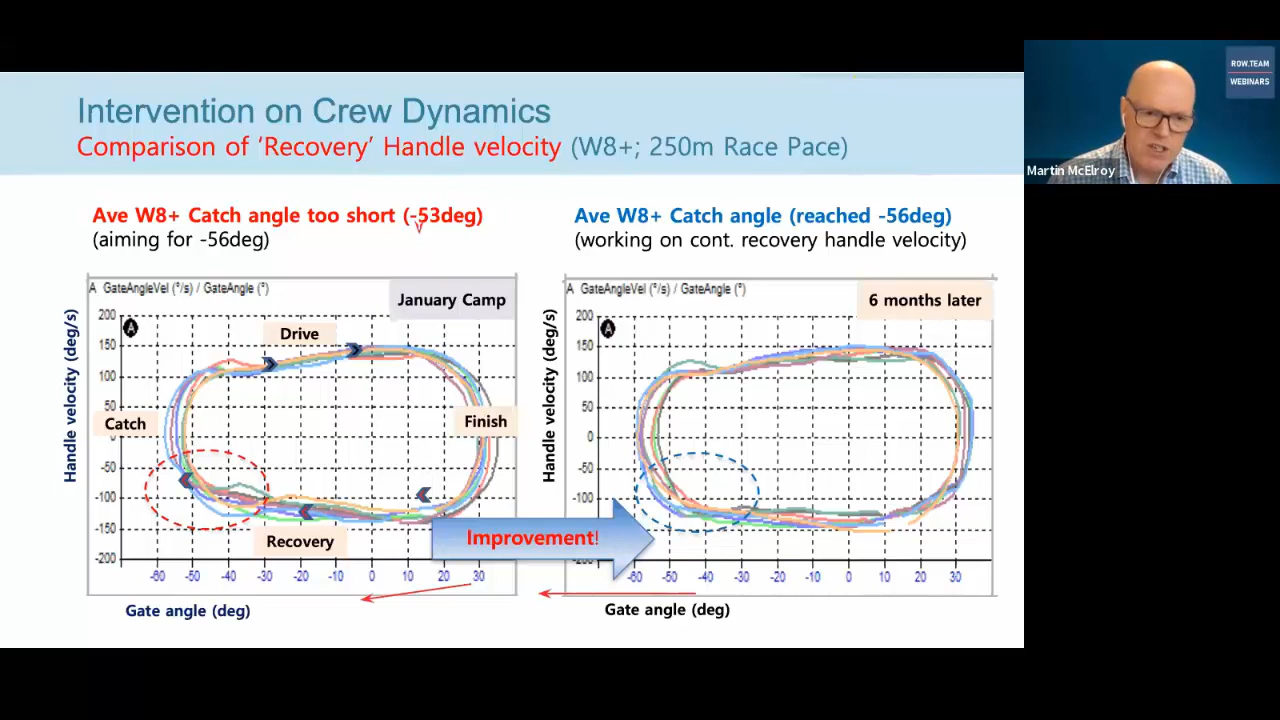 Intervention on Crew Dynamics
Comparison of 'Recovery' Handle velocity (W8+; 250m Race Pace)
ROW.TEAM
WEBINARS
Martin McElroy
Ave W8+ Catch angle too short (-53deg)
(aiming for -56deg)
A GateAngleVel (°/s) / GateAngle (°)
January Camp
A
Handle velocity (deg/s)
200
150
100
50
0
-50
-100
-150
-200
Drive
Catch
Finish
Recovery
-60 -50 -40 -30 -20 -10 0 10 20 30
Gate angle (deg)
Improvement!
Ave W8+ Catch angle (reached -56deg)
(working on cont. recovery handle velocity)
A GateAngleVel (°/s) / GateAngle (°)
6 months later
A
Handle velocity (deg/s)
200
150
100
50
0
-50
-100
-60 -50 -40 -30 -20 -10 0 10 20 30
Gate angle (deg)